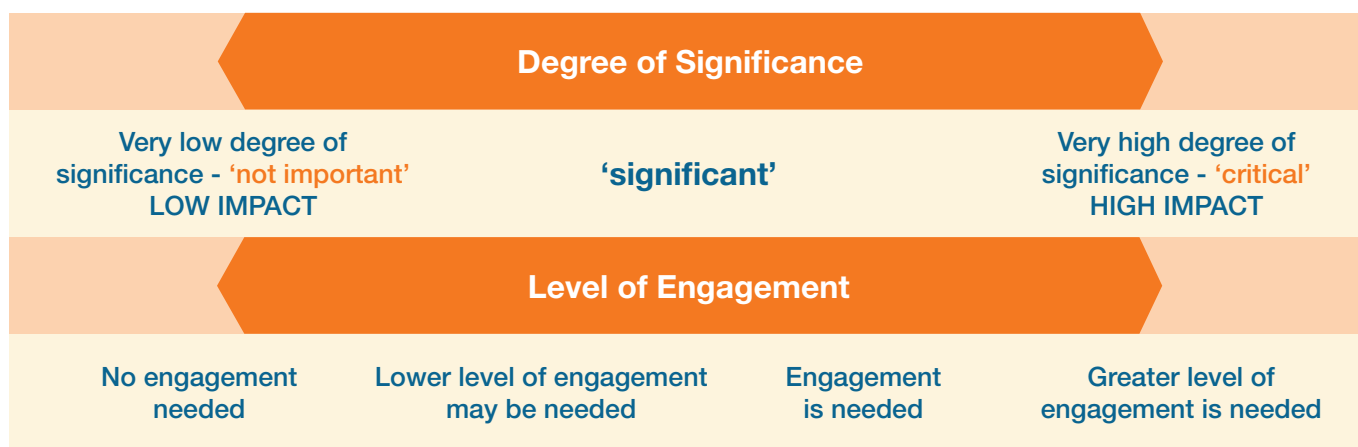 Degree of Significance
Very low degree of
significance - ‘not important’
LOW IMPACT
‘significant’
Very high degree of
significance - ‘critical’
HIGH IMPACT
Level of Engagement
No engagement
needed
Lower level of engagement
may be needed
Engagement
is needed
Greater level of
engagement is needed